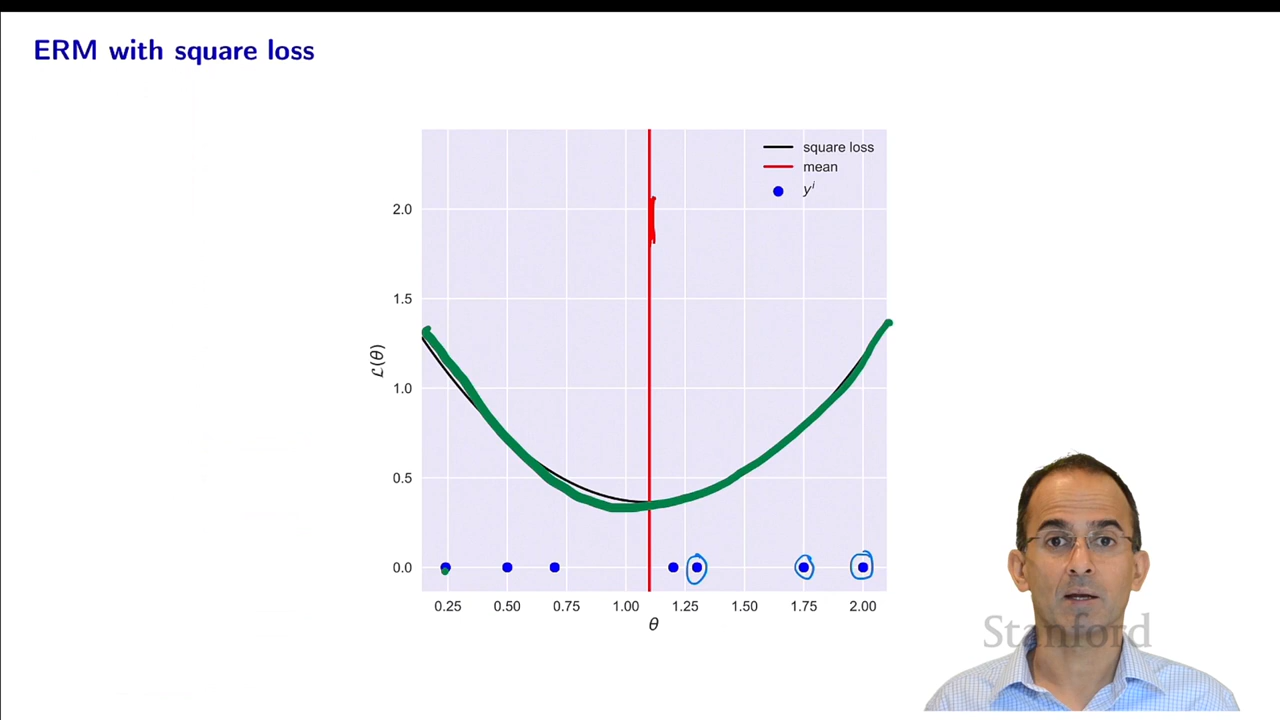 ERM with square loss
square loss
mean
yⁱ
2.0
1.5
1.0
0.5
0.0
ℒ(θ)
0.25 0.50 0.75 1.00 1.25 1.50 1.75 2.00
θ
Stanford